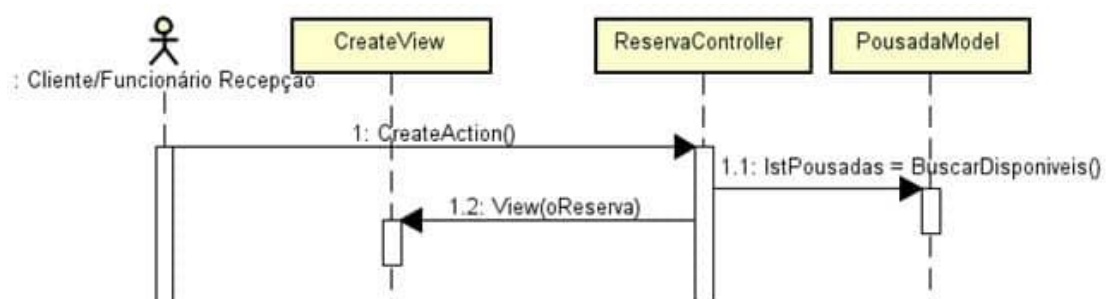 CreateView
ReservaController
PousadaModel
: Cliente/Funcionário Recepção
1: CreateAction()
1.1: lstPousadas = BuscarDisponiveis()
1.2: View(oReserva)